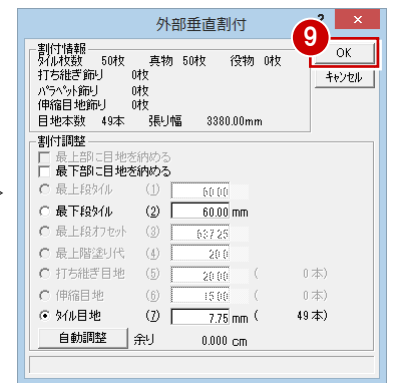 外部垂直割付 ? ×
9
OK
キャンセル
割付情報
タイル枚数 50枚 真物 50枚 役物 0枚
打ち継ぎ飾り 0枚
パラペット飾り 0枚
伸縮目地飾り 0枚
目地本数 49本 張り幅 3380.00mm
割付調整
最上部に目地を納める
最下部に目地を納める
最上段タイル (1) 60.00
最下段タイル (2) 60.00 mm
最上段オフセット (3) 637.25
最上階塗り代 (4) 20.0
打ち継ぎ目地 (5) 20.00 ( 0本)
伸縮目地 (6) 15.00 ( 0本)
タイル目地 (7) 7.75 mm ( 49本)
自動調整 余り 0.000 cm